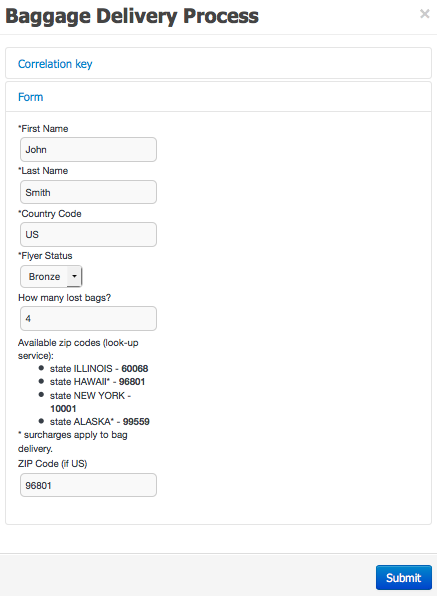 Baggage Delivery Process
×
Correlation key
Form
*First Name
John
*Last Name
Smith
*Country Code
US
*Flyer Status
Bronze
How many lost bags?
4
Available zip codes (look-up
service):
state ILLINOIS - 60068
state HAWAII* - 96801
state NEW YORK -
10001
state ALASKA* - 99559
* surcharges apply to bag
delivery.
ZIP Code (if US)
96801
Submit